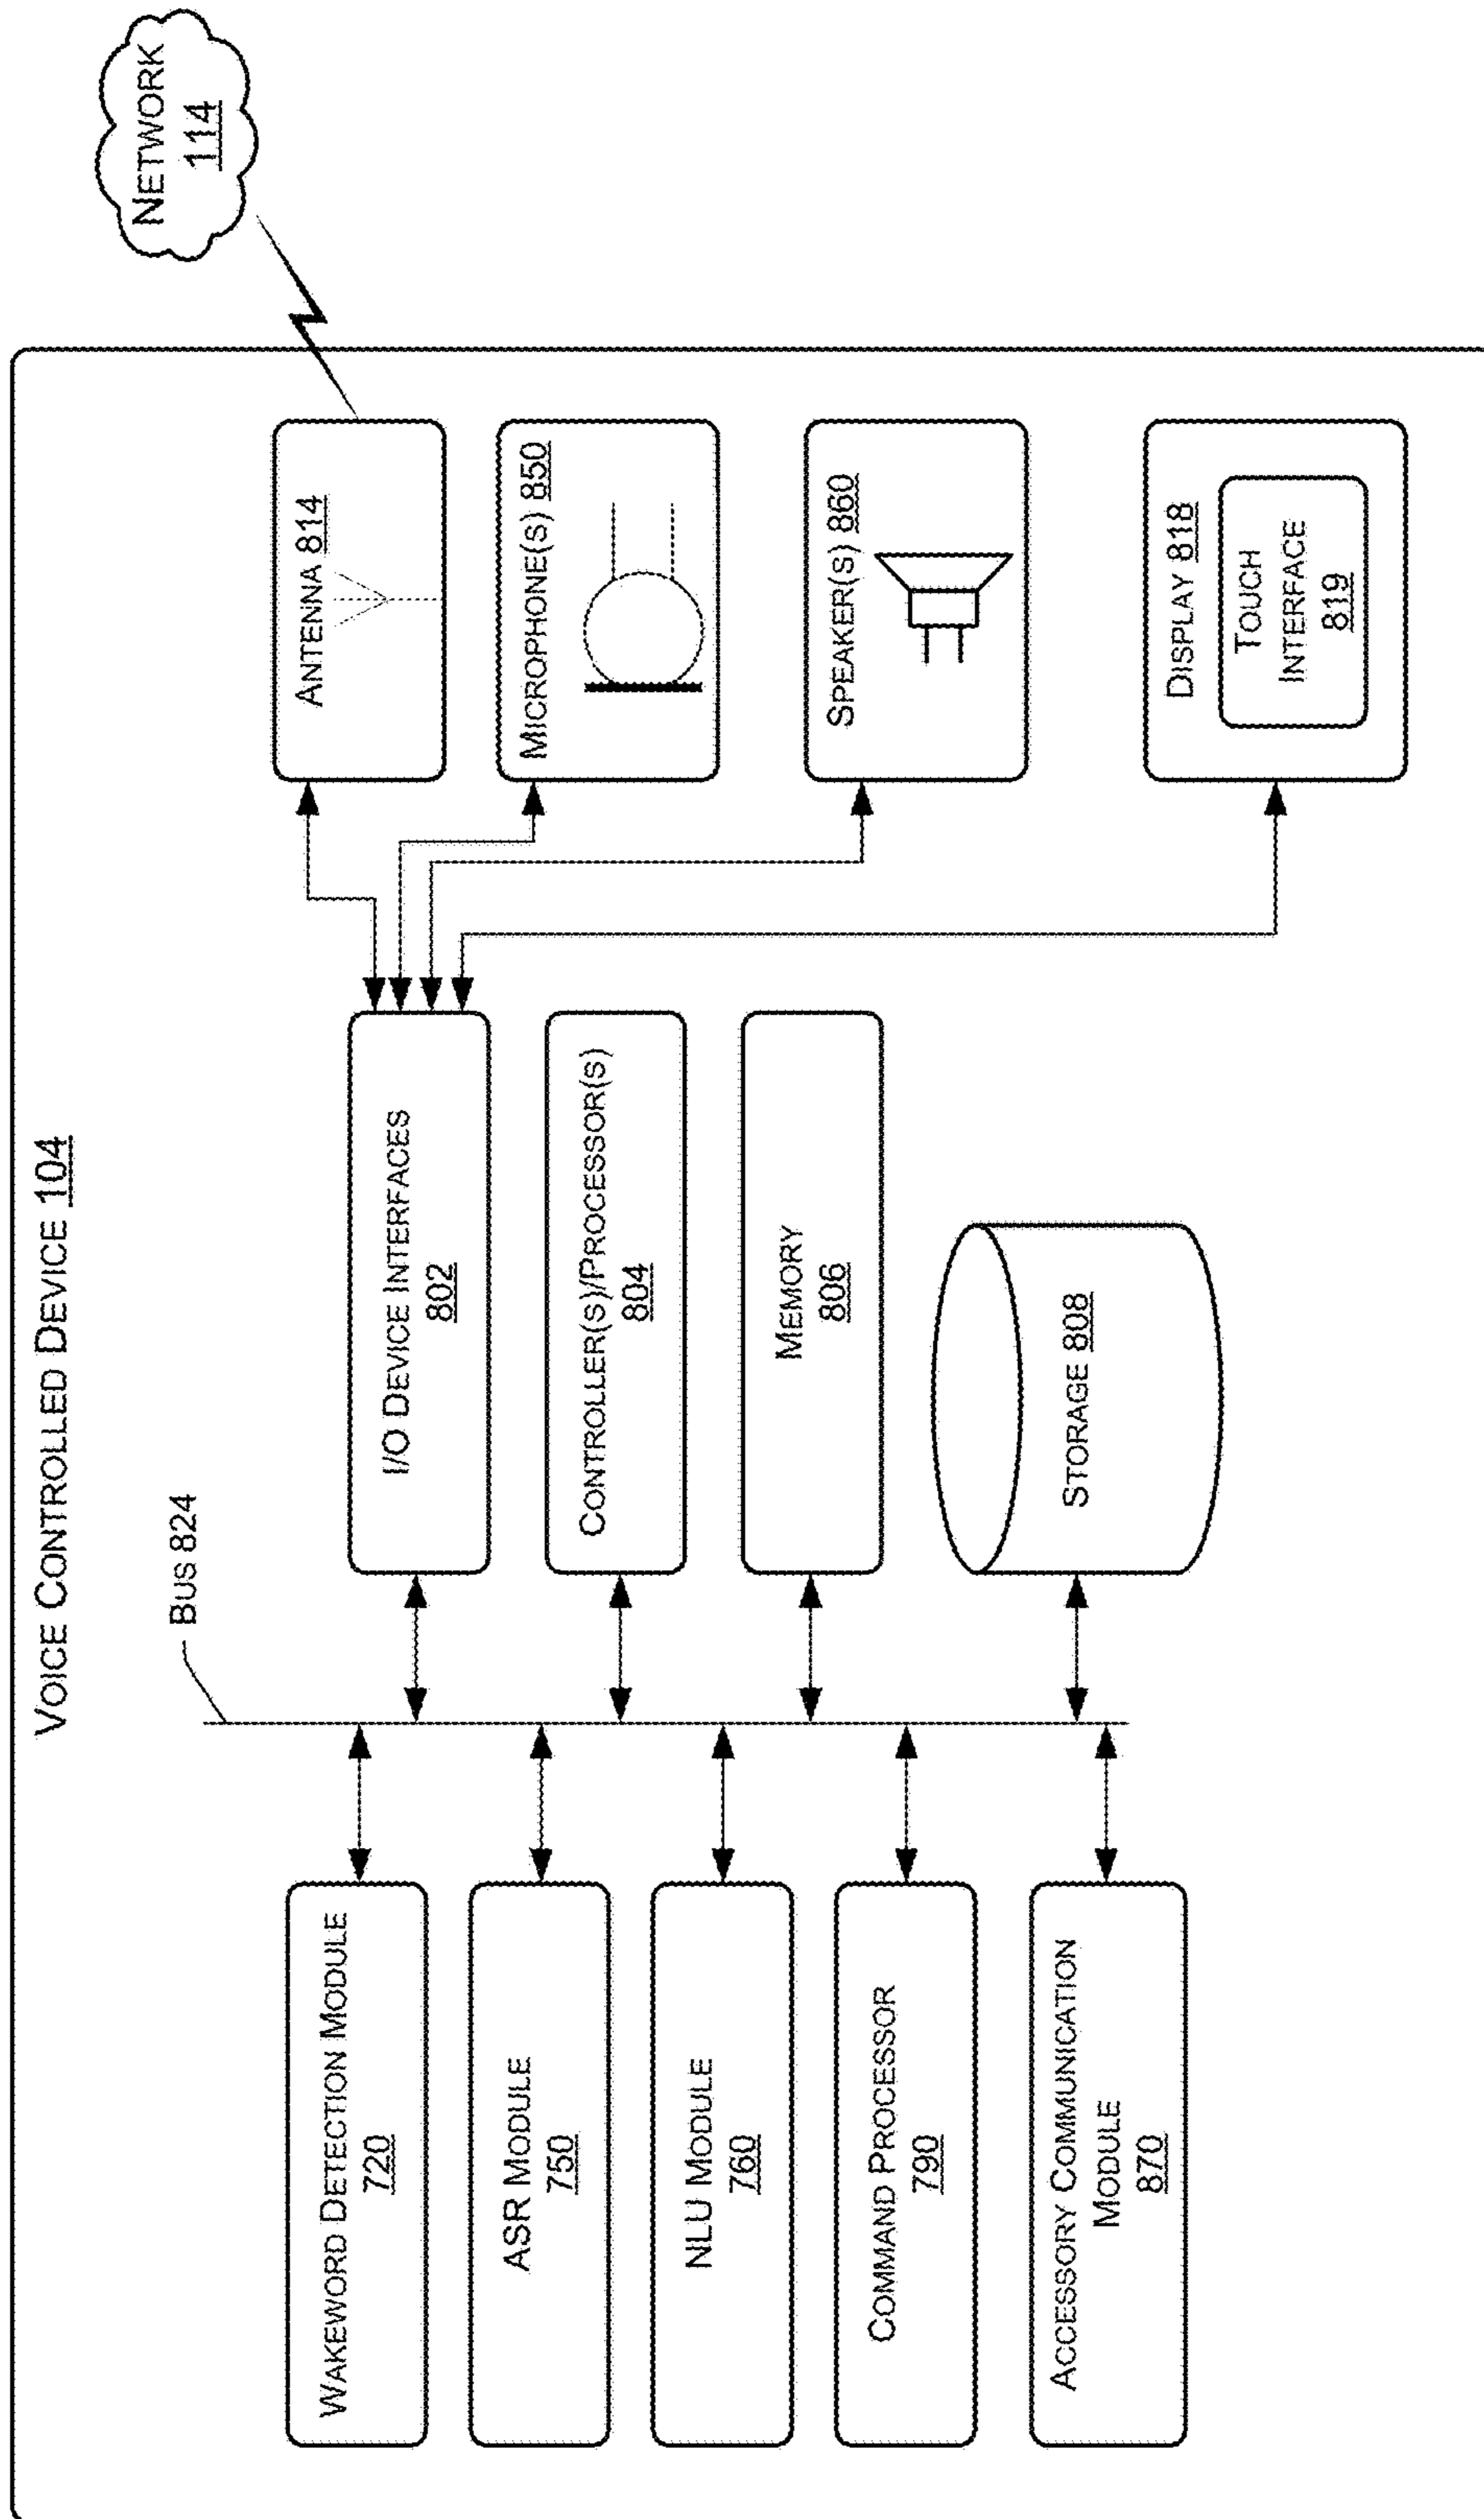 VOICE CONTROLLED DEVICE 104
BUS 824
WAKEWORD DETECTION MODULE
720
ASR MODULE
750
NLU MODULE
760
COMMAND PROCESSOR
790
ACCESSORY COMMUNICATION
MODULE
870
I/O DEVICE INTERFACES
802
CONTROLLER(S)/PROCESSOR(S)
804
MEMORY
806
STORAGE 808
ANTENNA 814
MICROPHONE(S) 850
SPEAKER(S) 860
DISPLAY 818
TOUCH
INTERFACE
819
NETWORK
114